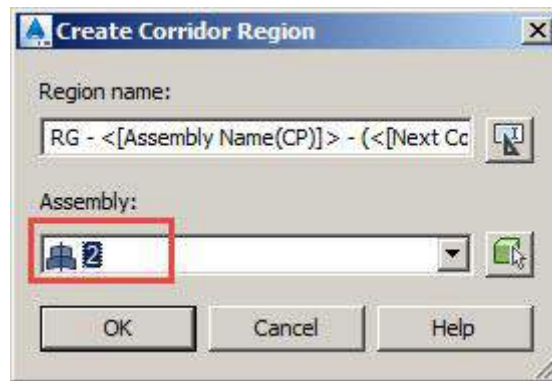 Create Corridor Region
Region name:
RG - <[Assembly Name(CP)]> - (<[Next Cc
Assembly:
2
OK Cancel Help